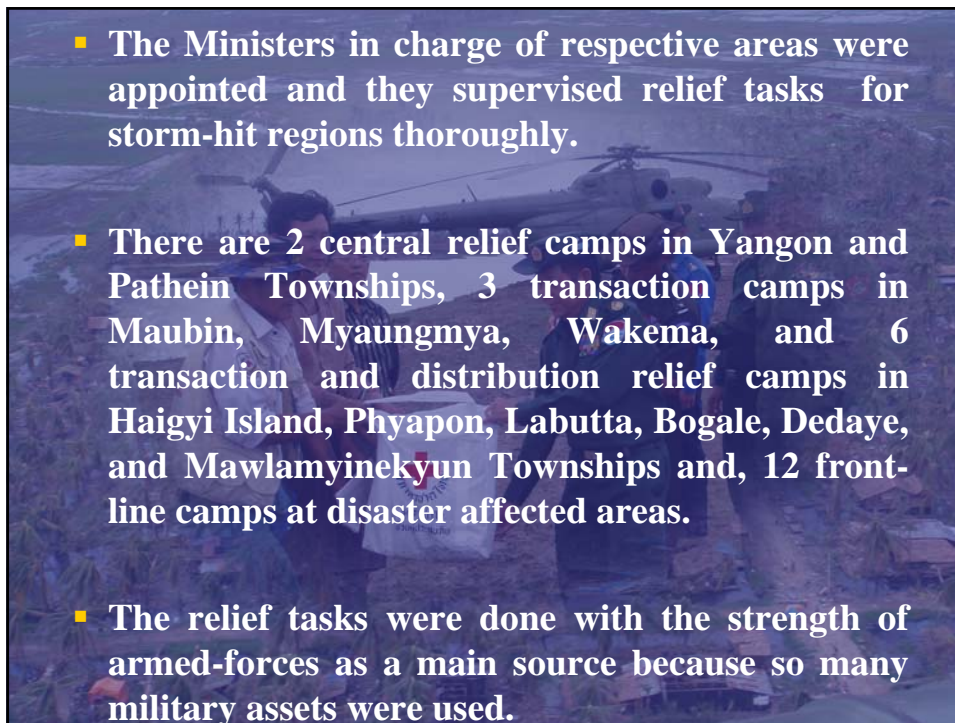 The Ministers in charge of respective areas were
appointed and they supervised relief tasks for
storm-hit regions thoroughly.
There are 2 central relief camps in Yangon and
Pathein Townships, 3 transaction camps in
Maubin, Myaungmya, Wakema, and 6
transaction and distribution relief camps in
Haigyi Island, Phyapon, Labutta, Bogale, Dedaye,
and Mawlamyinekyun Townships and, 12 front-
line camps at disaster affected areas.
The relief tasks were done with the strength of
armed-forces as a main source because so many
military assets were used.